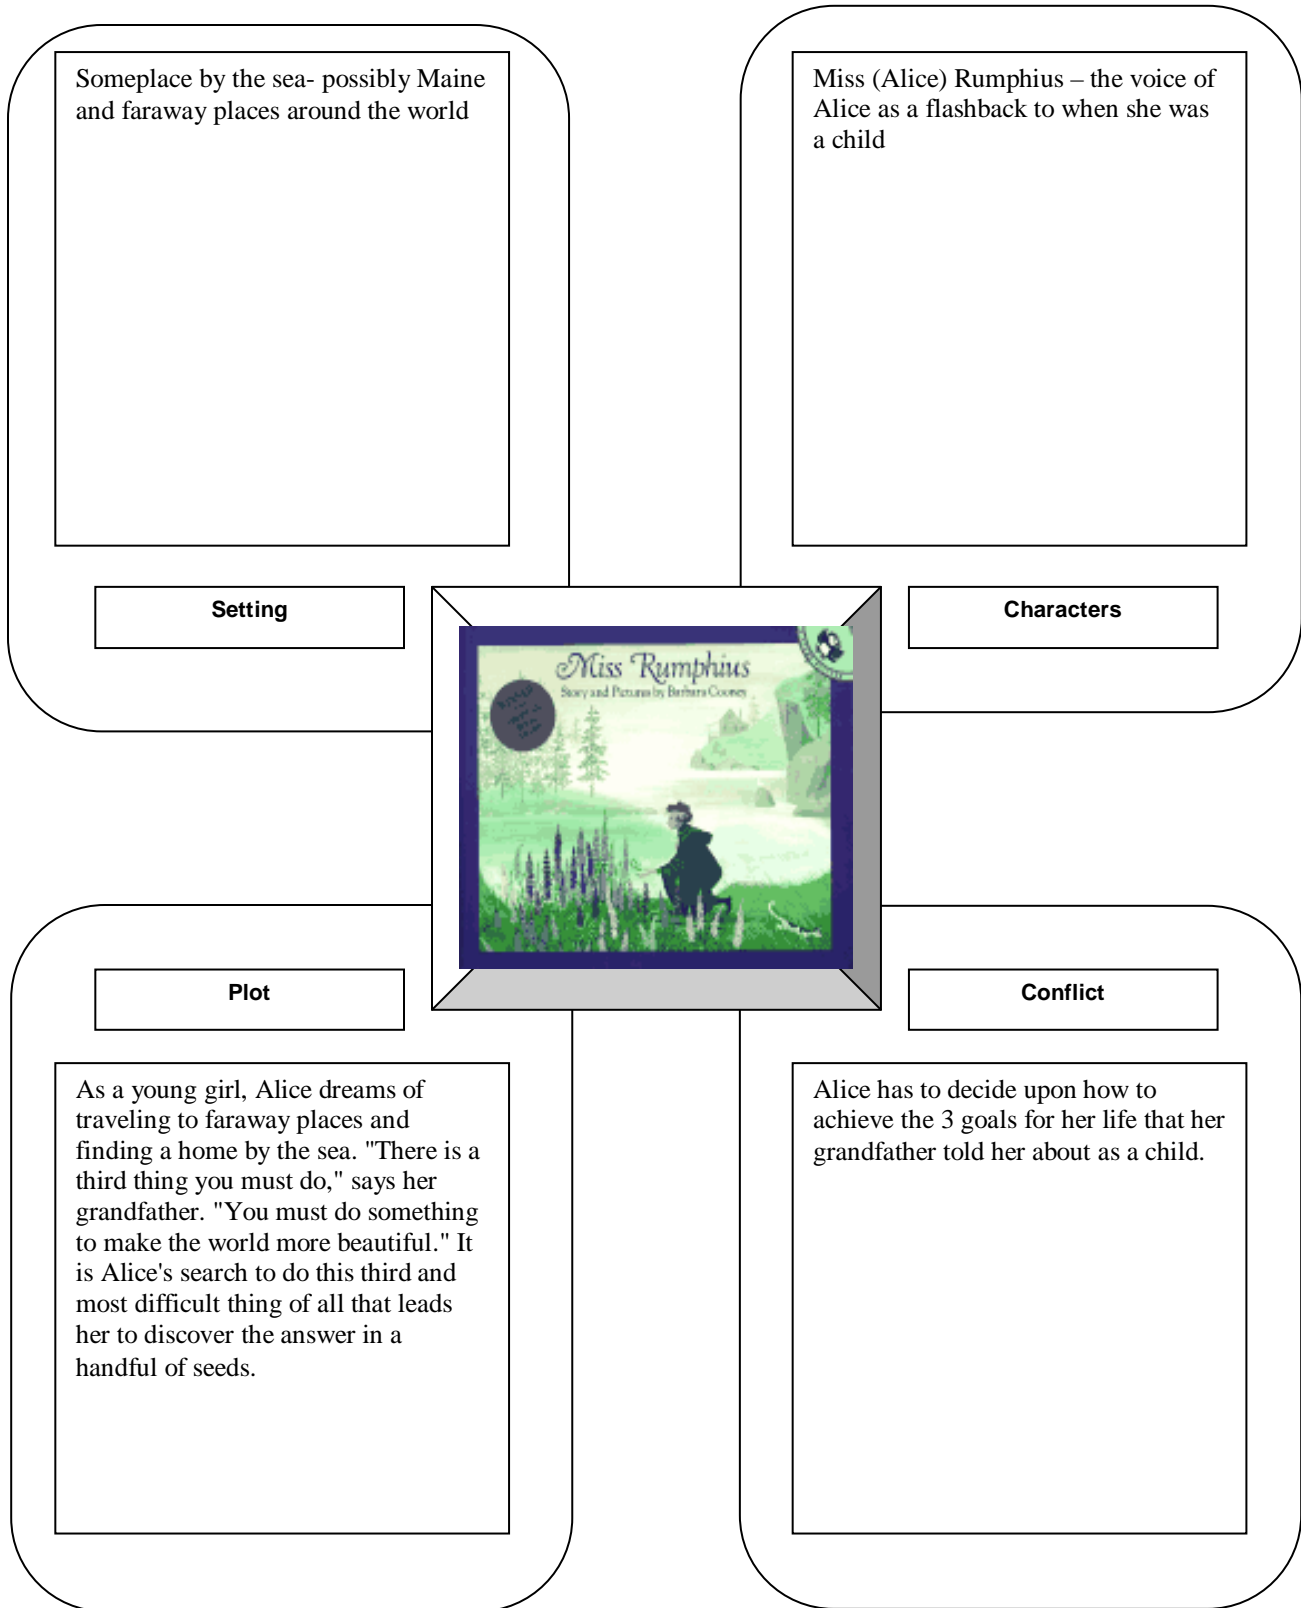 Someplace by the sea- possibly Maine
and faraway places around the world
Setting
Miss (Alice) Rumphius – the voice of
Alice as a flashback to when she was
a child
Characters
Miss Rumphius
Story and Pictures by Barbara Cooney
Plot
As a young girl, Alice dreams of
traveling to faraway places and
finding a home by the sea. "There is a
third thing you must do," says her
grandfather. "You must do something
to make the world more beautiful." It
is Alice's search to do this third and
most difficult thing of all that leads
her to discover the answer in a
handful of seeds.
Conflict
Alice has to decide upon how to
achieve the 3 goals for her life that her
grandfather told her about as a child.